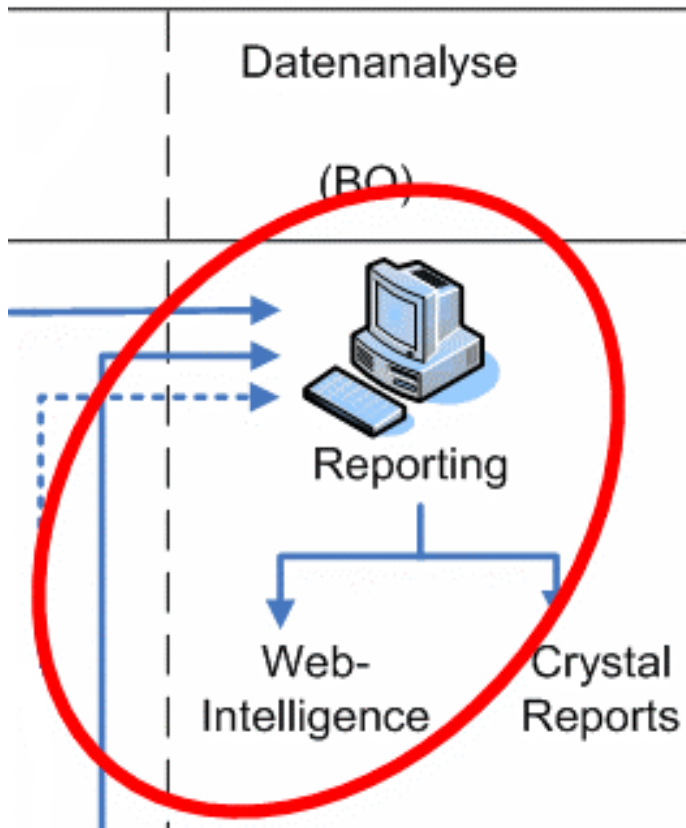 Datenanalyse
(BO)
Reporting
Web-
Intelligence
Crystal
Reports